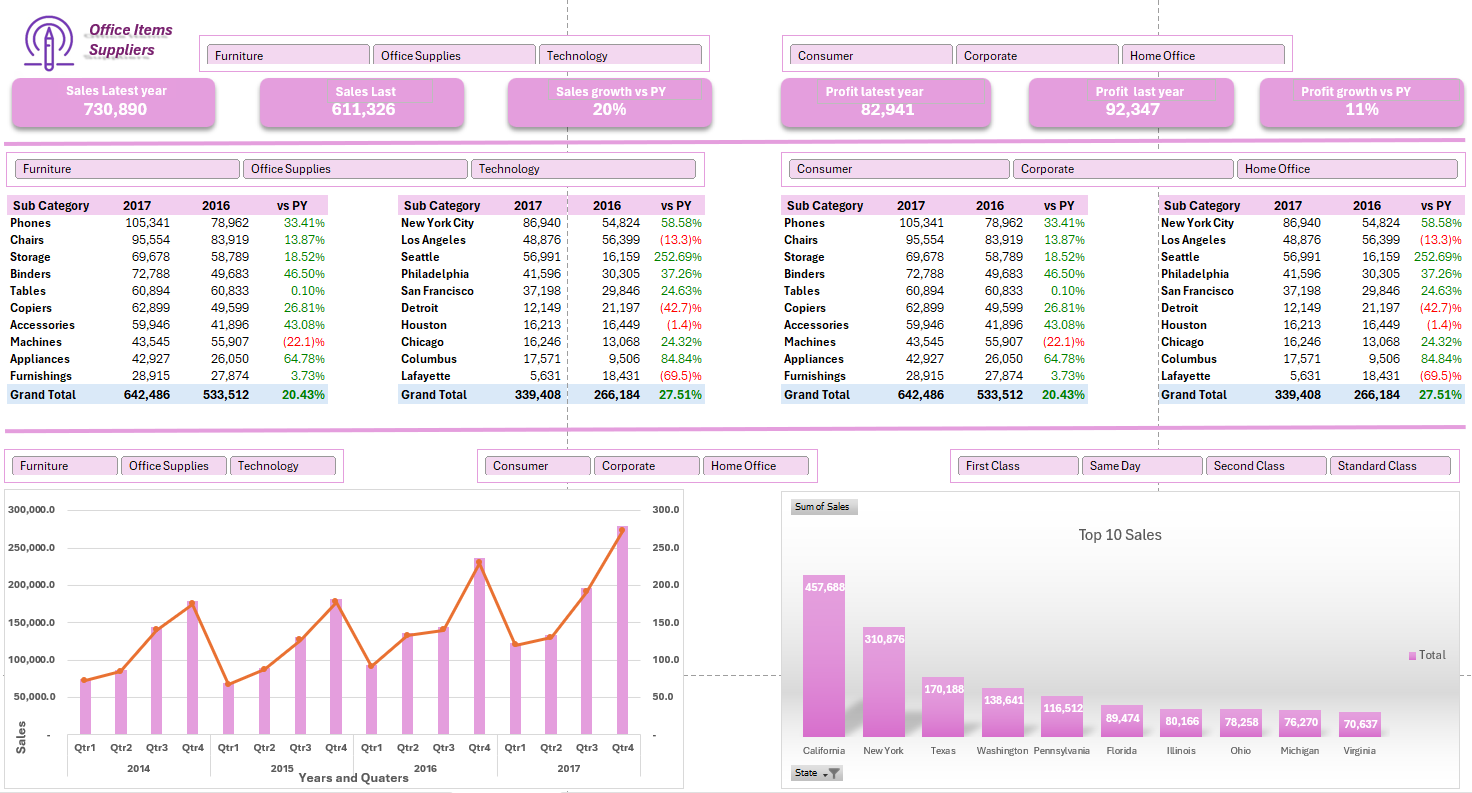 Office Items
Suppliers
Furniture Office Supplies Technology
Consumer Corporate Home Office
Sales Latest year
730,890
Sales Last
611,326
Sales growth vs PY
20%
Profit latest year
82,941
Profit last year
92,347
Profit growth vs PY
11%
Furniture Office Supplies Technology
Consumer Corporate Home Office
Sub Category 2017 2016 vs PY
Phones 105,341 78,962 33.41%
Chairs 95,554 83,919 13.87%
Storage 69,678 58,789 18.52%
Binders 72,788 49,683 46.50%
Tables 60,894 60,833 0.10%
Copiers 62,899 49,599 26.81%
Accessories 59,946 41,896 43.08%
Machines 43,545 55,907 (22.1)%
Appliances 42,927 26,050 64.78%
Furnishings 28,915 27,874 3.73%
Grand Total 642,486 533,512 20.43%
Sub Category 2017 2016 vs PY
New York City 86,940 54,824 58.58%
Los Angeles 48,876 56,399 (13.3)%
Seattle 56,991 16,159 252.69%
Philadelphia 41,596 30,305 37.26%
San Francisco 37,198 29,846 24.63%
Detroit 12,149 21,197 (42.7)%
Houston 16,213 16,449 (1.4)%
Chicago 16,246 13,068 24.32%
Columbus 17,571 9,506 84.84%
Lafayette 5,631 18,431 (69.5)%
Grand Total 339,408 266,184 27.51%
Sub Category 2017 2016 vs PY
Phones 105,341 78,962 33.41%
Chairs 95,554 83,919 13.87%
Storage 69,678 58,789 18.52%
Binders 72,788 49,683 46.50%
Tables 60,894 60,833 0.10%
Copiers 62,899 49,599 26.81%
Accessories 59,946 41,896 43.08%
Machines 43,545 55,907 (22.1)%
Appliances 42,927 26,050 64.78%
Furnishings 28,915 27,874 3.73%
Grand Total 642,486 533,512 20.43%
Sub Category 2017 2016 vs PY
New York City 86,940 54,824 58.58%
Los Angeles 48,876 56,399 (13.3)%
Seattle 56,991 16,159 252.69%
Philadelphia 41,596 30,305 37.26%
San Francisco 37,198 29,846 24.63%
Detroit 12,149 21,197 (42.7)%
Houston 16,213 16,449 (1.4)%
Chicago 16,246 13,068 24.32%
Columbus 17,571 9,506 84.84%
Lafayette 5,631 18,431 (69.5)%
Grand Total 339,408 266,184 27.51%
Furniture Office Supplies Technology
Consumer Corporate Home Office
First Class Same Day Second Class Standard Class
300,000.0 300.0
250,000.0 250.0
200,000.0 200.0
150,000.0 150.0
100,000.0 100.0
50,000.0 50.0
- -
Sales
Qtr1 Qtr2 Qtr3 Qtr4 Qtr1 Qtr2 Qtr3 Qtr4 Qtr1 Qtr2 Qtr3 Qtr4 Qtr1 Qtr2 Qtr3 Qtr4
2014 2015 2016 2017
Years and Quaters
Sum of Sales
Top 10 Sales
457,688 310,876 170,188 138,641 116,512 89,474 80,166 78,258 76,270 70,637
Total
California New York Texas Washington Pennsylvania Florida Illinois Ohio Michigan Virginia
State